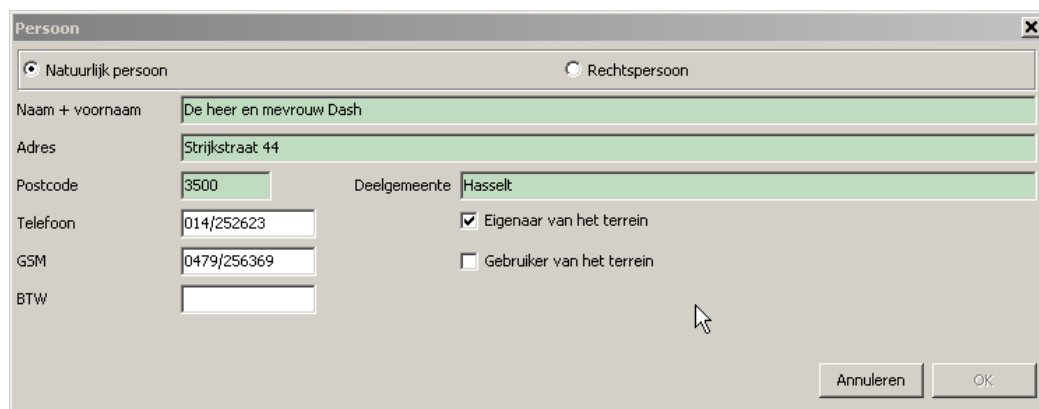 Persoon
Natuurlijk persoon Rechtspersoon
Naam + voornaam De heer en mevrouw Dash
Adres Strijkstraat 44
Postcode 3500 Deelgemeente Hasselt
Telefoon 014/252623 Eigenaar van het terrein
GSM 0479/256369 Gebruiker van het terrein
BTW
Annuleren OK